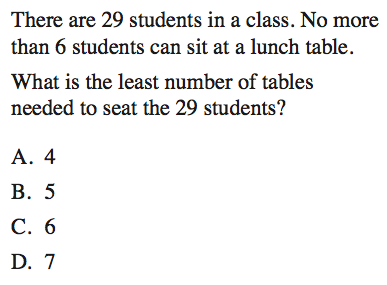 There are 29 students in a class. No more
than 6 students can sit at a lunch table.
What is the least number of tables
needed to seat the 29 students?
A. 4
B. 5
C. 6
D. 7